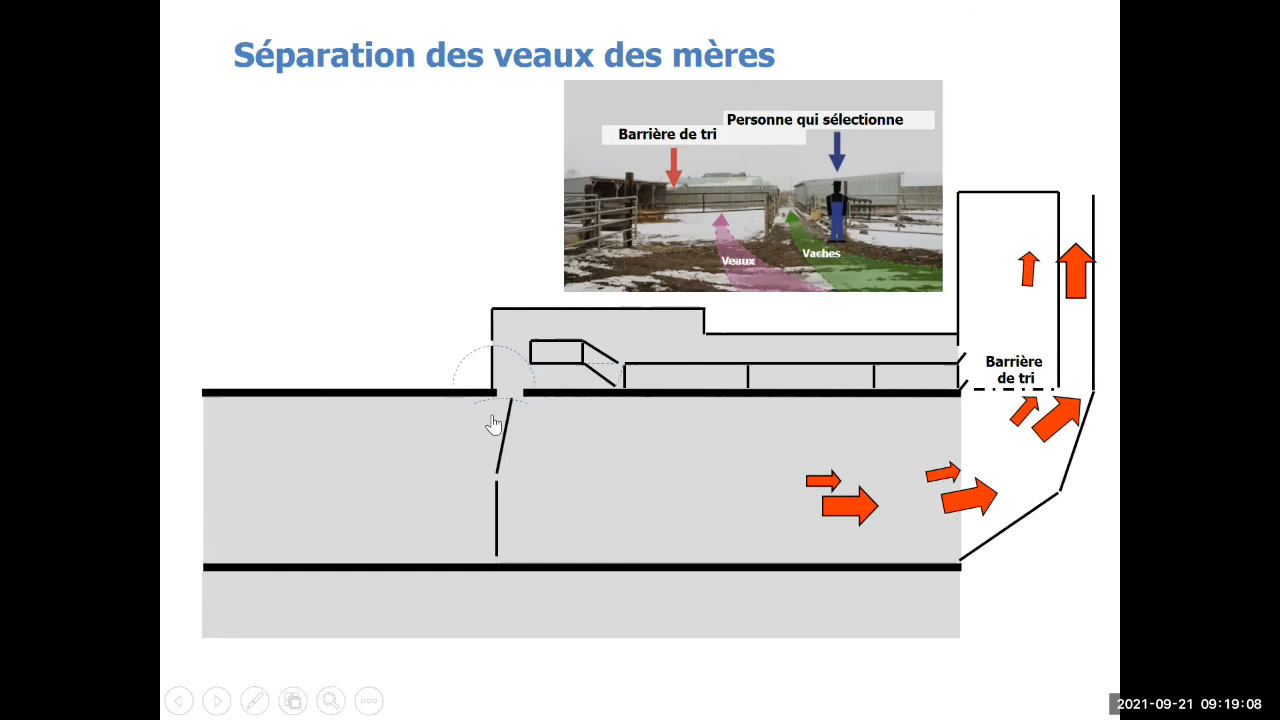 Séparation des veaux des mères
Personne qui sélectionne
Barrière de tri
Vaches
Veaux
Barrière
de tri
2021-09-21 09:19:08